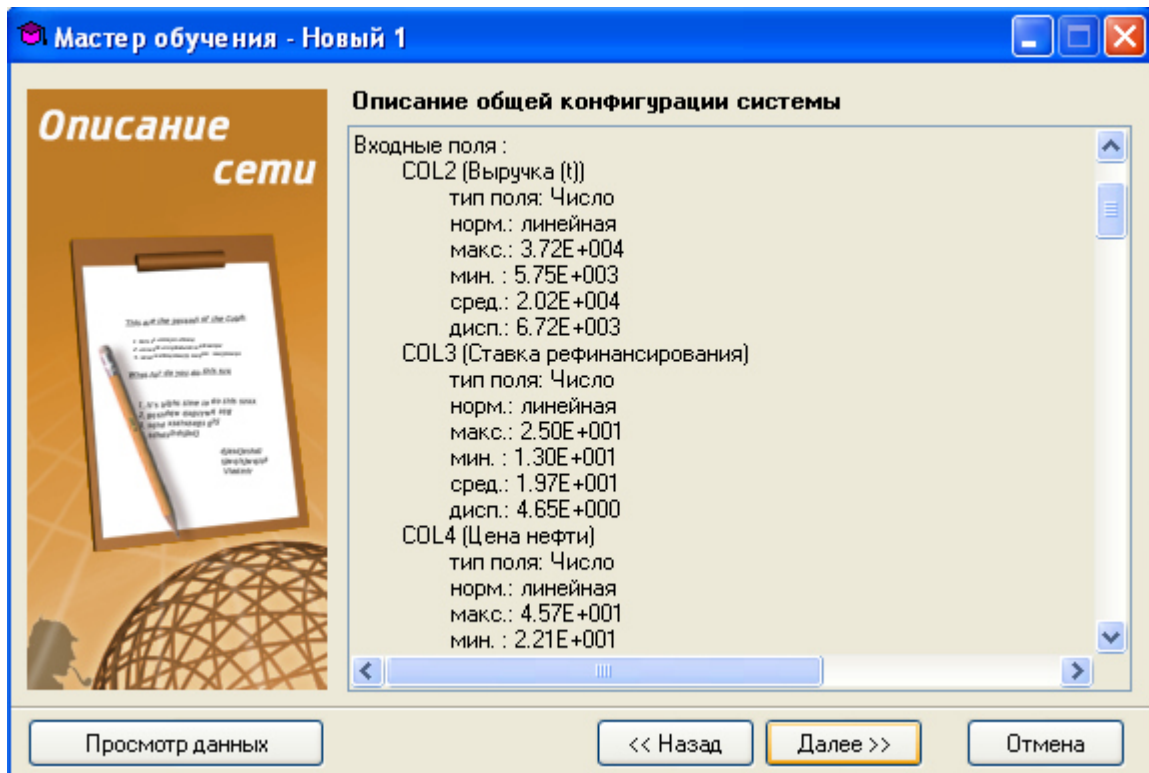 Мастер обучения - Новый 1
Описание
сети
Описание общей конфигурации системы
Входные поля :
COL2 (Выручка (t))
тип поля: Число
норм.: линейная
макс.: 3.72E+004
мин. : 5.75E+003
сред.: 2.02E+004
дисп.: 6.72E+003
COL3 (Ставка рефинансирования)
тип поля: Число
норм.: линейная
макс.: 2.50E+001
мин. : 1.30E+001
сред.: 1.97E+001
дисп.: 4.65E+000
COL4 (Цена нефти)
тип поля: Число
норм.: линейная
макс.: 4.57E+001
мин. : 2.21E+001
Просмотр данных
<< Назад
Далее >>
Отмена